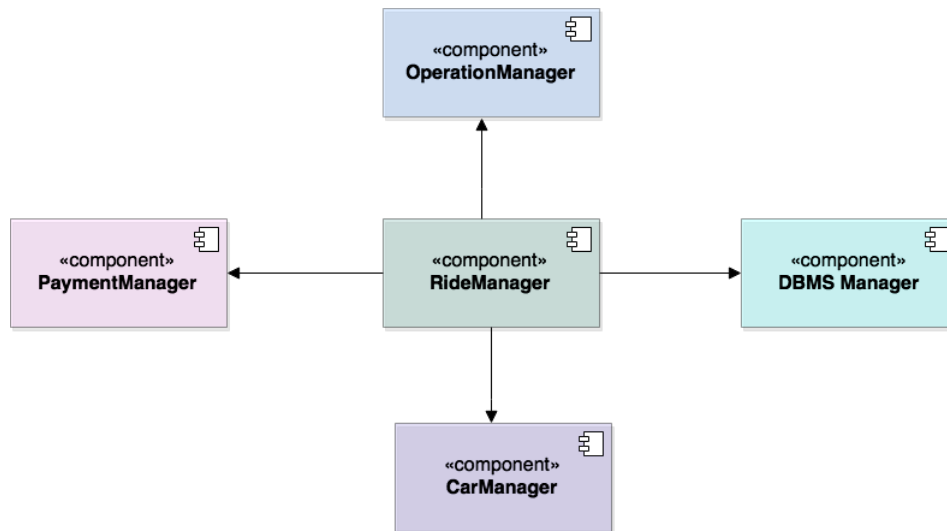 «component»
OperationManager
«component»
PaymentManager
«component»
RideManager
«component»
DBMS Manager
«component»
CarManager